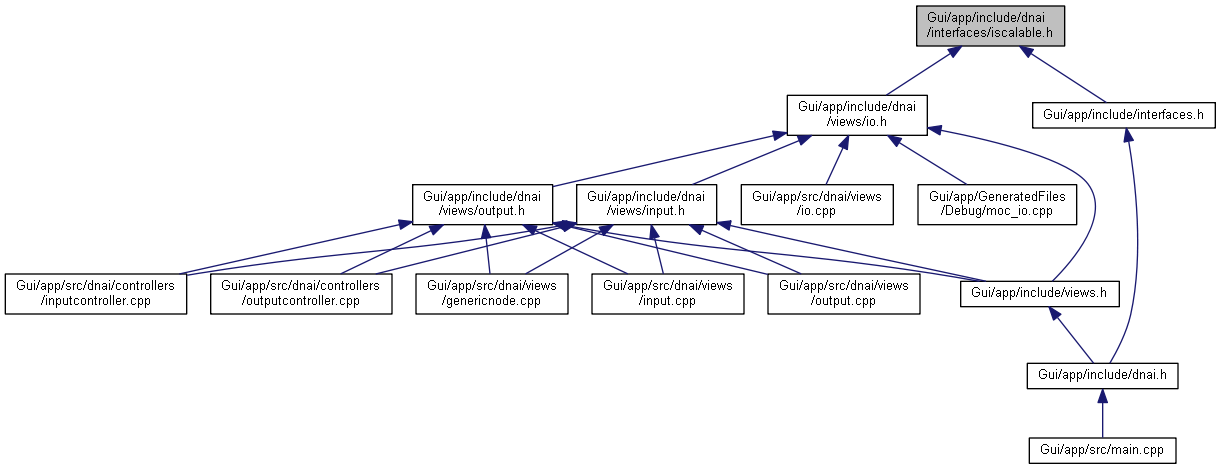 Gui/app/include/dnai
/interfaces/iscalable.h
Gui/app/include/dnai
/views/io.h
Gui/app/include/interfaces.h
Gui/app/include/dnai
/views/output.h
Gui/app/include/dnai
/views/input.h
Gui/app/src/dnai/views
/io.cpp
Gui/app/GeneratedFiles
/Debug/moc_io.cpp
Gui/app/src/dnai/controllers
/inputcontroller.cpp
Gui/app/src/dnai/controllers
/outputcontroller.cpp
Gui/app/src/dnai/views
/genericnode.cpp
Gui/app/src/dnai/views
/input.cpp
Gui/app/src/dnai/views
/output.cpp
Gui/app/include/views.h
Gui/app/include/dnai.h
Gui/app/src/main.cpp